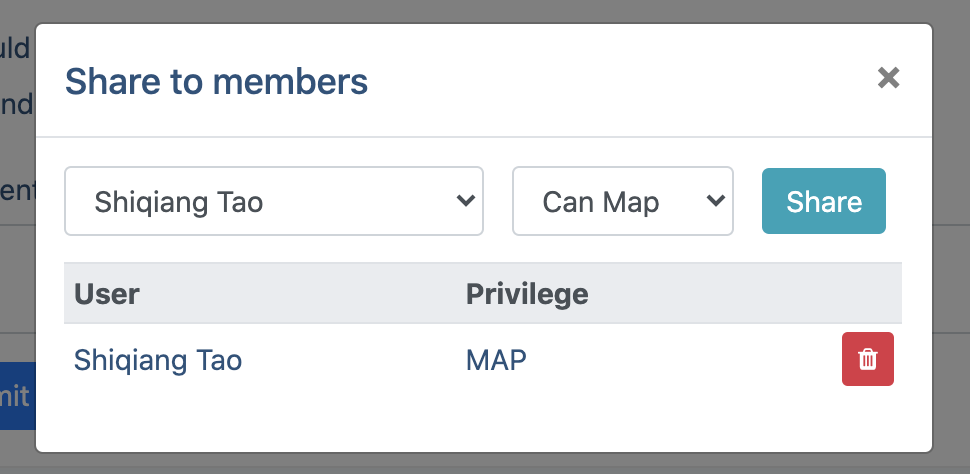 Share to members
×
Shiqiang Tao Can Map Share
User Privilege
Shiqiang Tao MAP